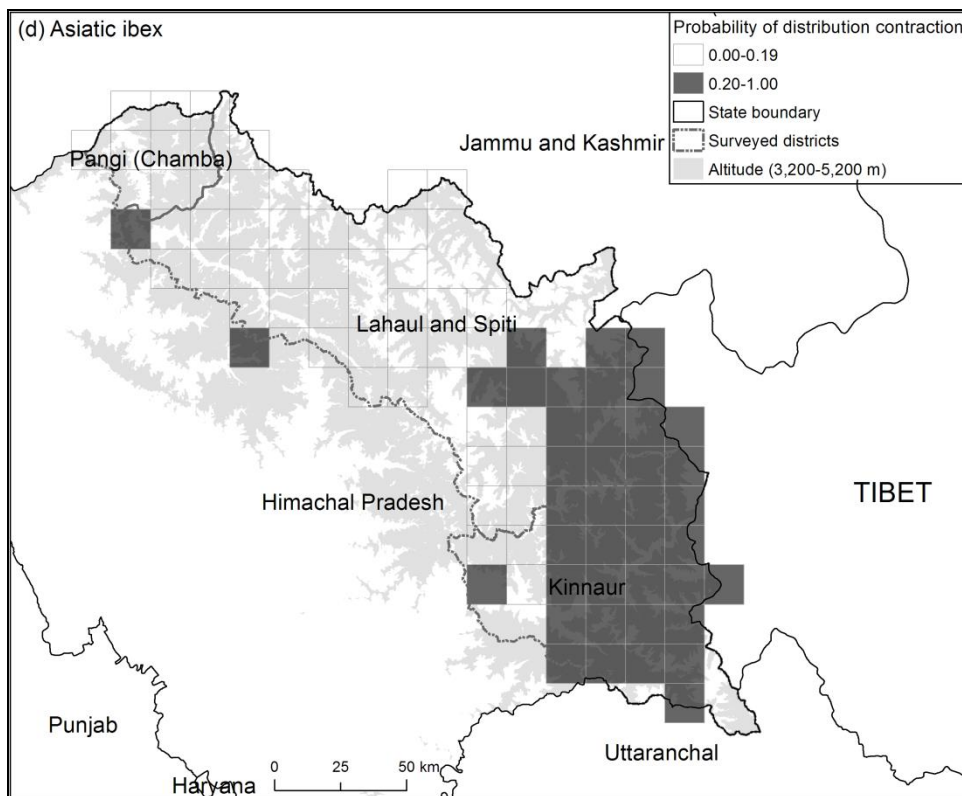 (d) Asiatic ibex
Probability of distribution contraction
0.00-0.19
0.20-1.00
State boundary
Surveyed districts
Altitude (3,200-5,200 m)
Jammu and Kashmir
Pangi (Chamba)
Lahaul and Spiti
Himachal Pradesh
TIBET
Kinnaur
Punjab
Uttaranchal
Haryana
0 25 50 km